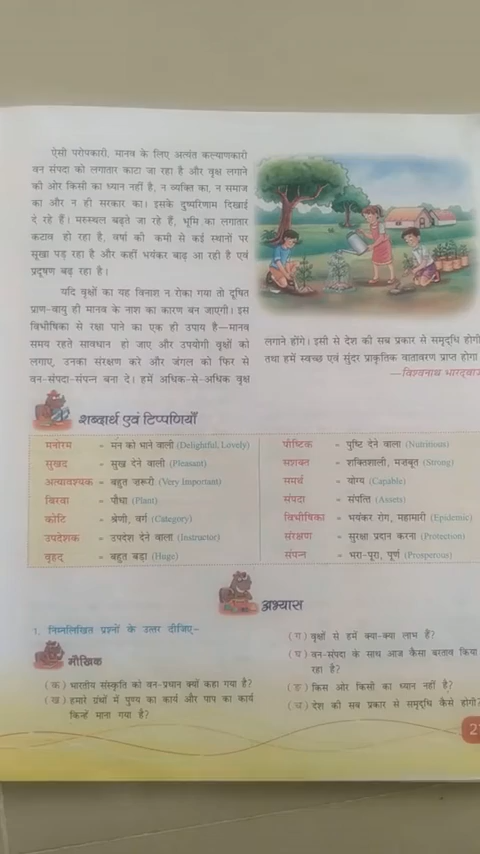 ऐसी परोपकारी, मानव के लिए अत्यंत कल्याणकारी
वन संपदा को लगातार काटा जा रहा है और वृक्ष लगाने
की ओर किसी का ध्यान नहीं है, न व्यक्ति का, न समाज
का और न ही सरकार का। इसके दुष्परिणाम दिखाई
दे रहे हैं। मरुस्थल बढ़ते जा रहे हैं, भूमि का लगातार
कटाव हो रहा है, वर्षा की कमी से कई स्थानों पर
सूखा पड़ रहा है और कहीं भयंकर बाढ़ आ रही है एवं
प्रदूषण बढ़ रहा है।
यदि वृक्षों का यह विनाश न रोका गया तो दूषित
प्राण-वायु ही मानव के नाश का कारण बन जाएगी। इस
विभीषिका से रक्षा पाने का एक ही उपाय है—मानव
समय रहते सावधान हो जाए और उपयोगी वृक्षों को
लगाए, उनका संरक्षण करे और जंगल को फिर से
वन-संपदा-संपन्न बना दे। हमें अधिक-से-अधिक वृक्ष
लगाने होंगे। इसी से देश की सब प्रकार से समृद्धि होगी
तथा हमें स्वच्छ एवं सुंदर प्राकृतिक वातावरण प्राप्त होगा
—विश्वनाथ भारद्वाज
शब्दार्थ एवं टिप्पणियाँ
मनोरम = मन को भाने वाली (Delightful, Lovely)
सुखद = सुख देने वाली (Pleasant)
अत्यावश्यक = बहुत ज़रूरी (Very Important)
बिरवा = पौधा (Plant)
कोटि = श्रेणी, वर्ग (Category)
उपदेशक = उपदेश देने वाला (Instructor)
वृहद् = बहुत बड़ा (Huge)
पौष्टिक = पुष्टि देने वाला (Nutritious)
सशक्त = शक्तिशाली, मजबूत (Strong)
समर्थ = योग्य (Capable)
संपदा = संपत्ति (Assets)
विभीषिका = भयंकर रोग, महामारी (Epidemic)
संरक्षण = सुरक्षा प्रदान करना (Protection)
संपन्न = भरा-पूरा, पूर्ण (Prosperous)
अभ्यास
1. निम्नलिखित प्रश्नों के उत्तर दीजिए-
मौखिक
(क) भारतीय संस्कृति को वन-प्रधान क्यों कहा गया है?
(ख) हमारे ग्रंथों में पुण्य का कार्य और पाप का कार्य
किन्हें माना गया है?
(ग) वृक्षों से हमें क्या-क्या लाभ हैं?
(घ) वन-संपदा के साथ आज कैसा बरताव किया
रहा है?
(ङ) किस ओर किसी का ध्यान नहीं है?
(च) देश की सब प्रकार से समृद्धि कैसे होगी?